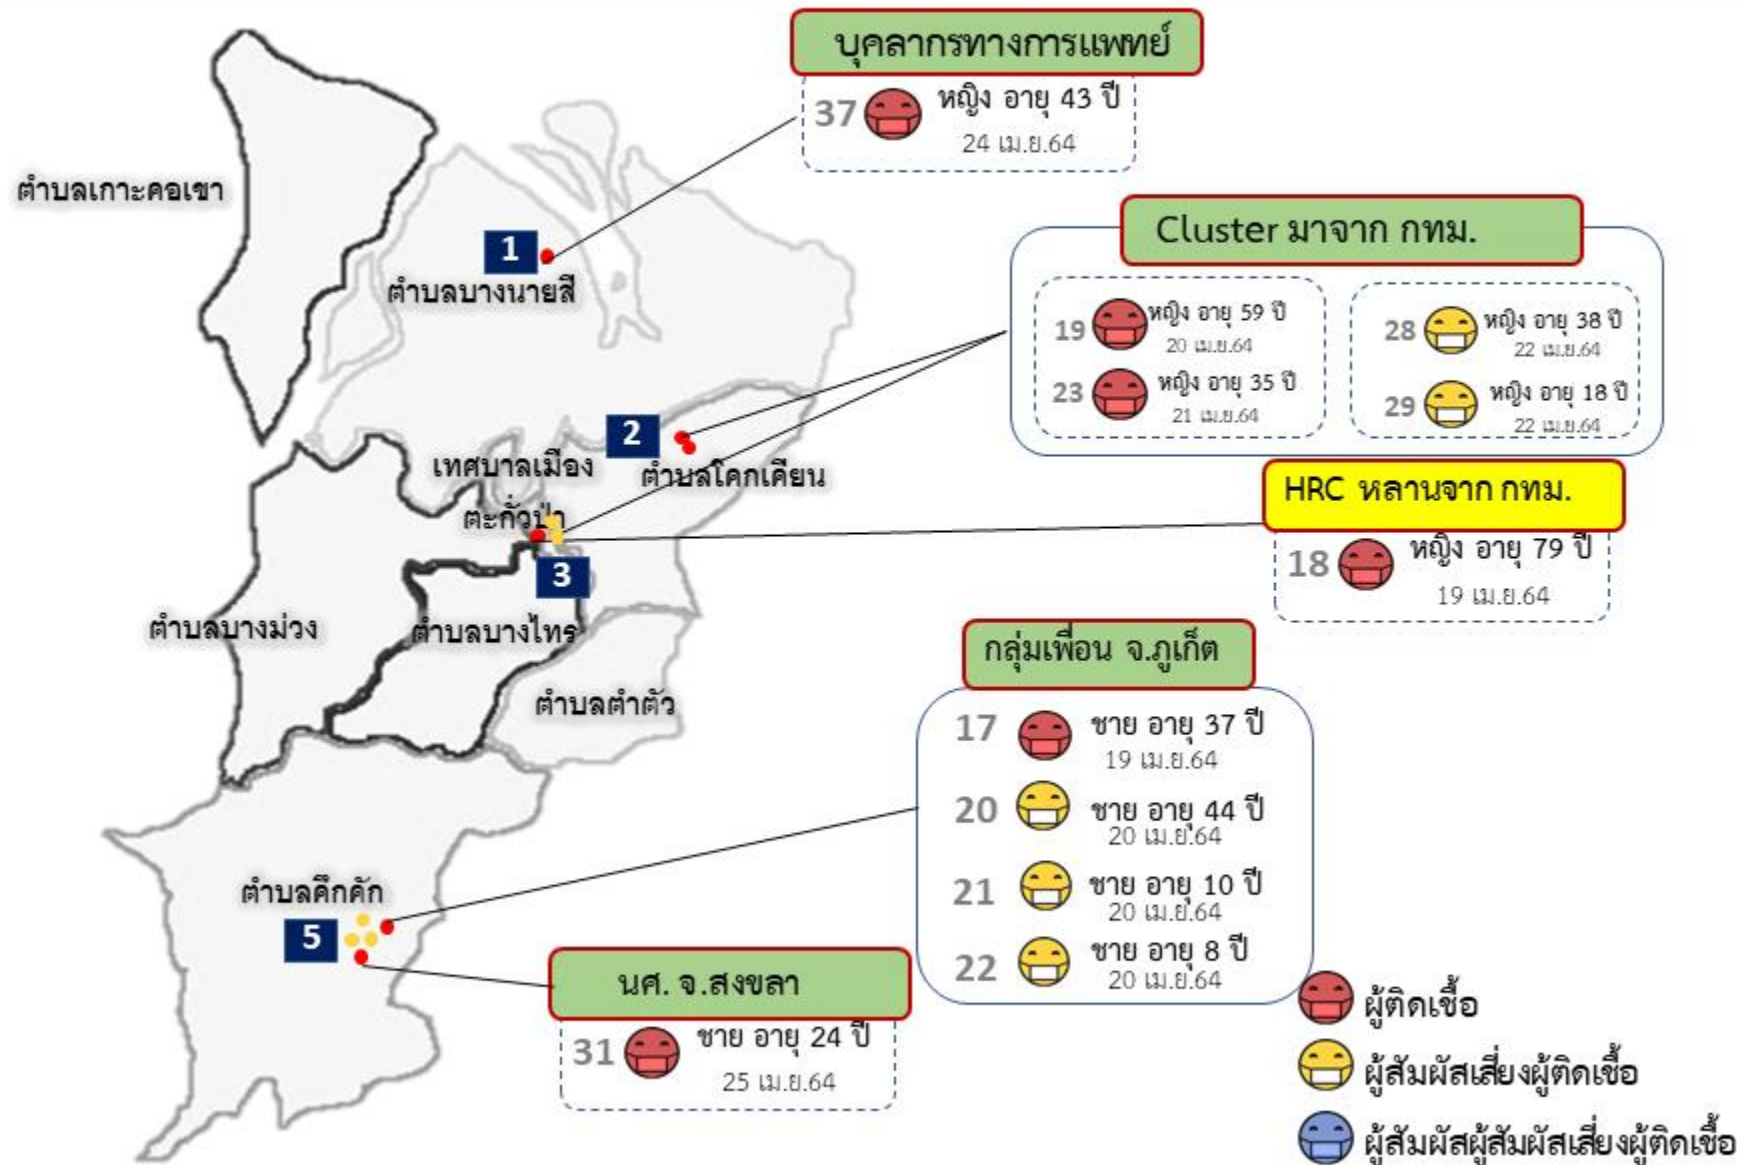 บุคลากรทางการแพทย์
37 หญิง อายุ 43 ปี
24 เม.ย.64
ตำบลเกาะคอเขา
1
ตำบลบางนายสี
Cluster มาจาก กทม.
19 หญิง อายุ 59 ปี
20 เม.ย.64
23 หญิง อายุ 35 ปี
21 เม.ย.64
28 หญิง อายุ 38 ปี
22 เม.ย.64
29 หญิง อายุ 18 ปี
22 เม.ย.64
2
ตำบลโคกเคียน
เทศบาลเมือง
ตะกั่วป่า
3
HRC หลานจาก กทม.
18 หญิง อายุ 79 ปี
19 เม.ย.64
ตำบลบางม่วง
ตำบลบางไทร
ตำบลตำตัว
กลุ่มเพื่อน จ.ภูเก็ต
17 ชาย อายุ 37 ปี
19 เม.ย.64
20 ชาย อายุ 44 ปี
20 เม.ย.64
21 ชาย อายุ 10 ปี
20 เม.ย.64
22 ชาย อายุ 8 ปี
20 เม.ย.64
ตำบลคึกคัก
5
นศ. จ.สงขลา
31 ชาย อายุ 24 ปี
25 เม.ย.64
ผู้ติดเชื้อ
ผู้สัมผัสเสี่ยงผู้ติดเชื้อ
ผู้สัมผัสผู้สัมผัสเสี่ยงผู้ติดเชื้อ